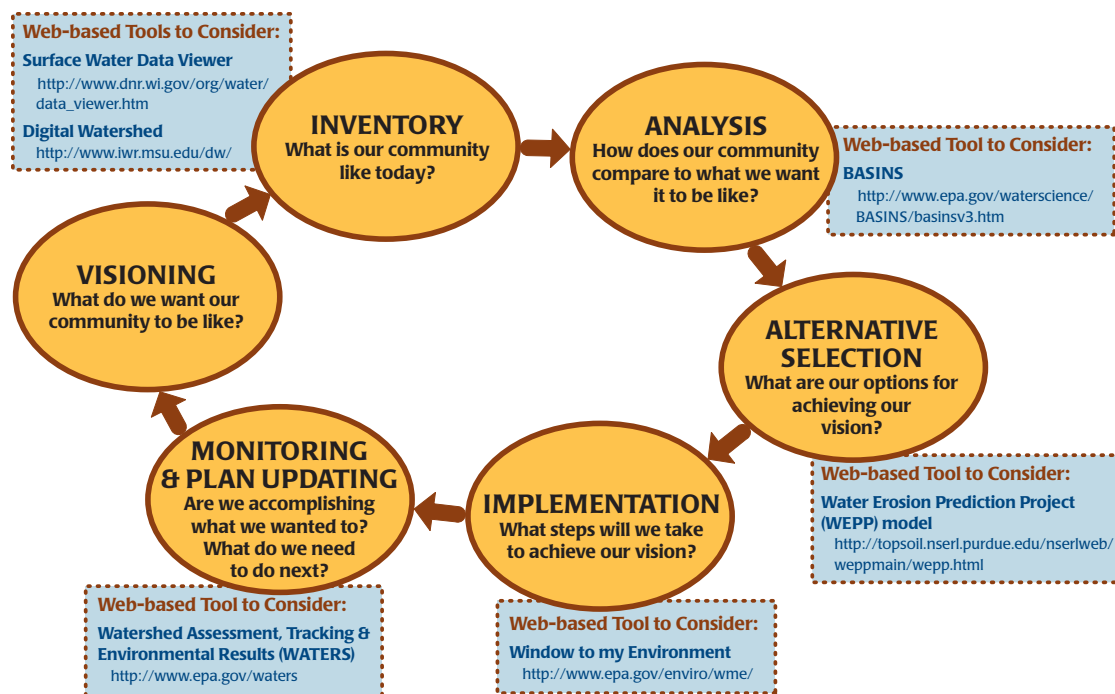 Web-based Tools to Consider:
Surface Water Data Viewer
http://www.dnr.wi.gov/org/water/
data_viewer.htm
Digital Watershed
http://www.iwr.msu.edu/dw/
INVENTORY
What is our community
like today?
ANALYSIS
How does our community
compare to what we want
it to be like?
Web-based Tool to Consider:
BASINS
http://www.epa.gov/waterscience/
BASINS/basinsv3.htm
VISIONING
What do we want our
community to be like?
ALTERNATIVE
SELECTION
What are our options for
achieving our
vision?
Web-based Tool to Consider:
Water Erosion Prediction Project
(WEPP) model
http://topsoil.nserl.purdue.edu/nserlweb/
weppmain/wepp.html
IMPLEMENTATION
What steps will we take
to achieve our vision?
Web-based Tool to Consider:
Window to my Environment
http://www.epa.gov/enviro/wme/
MONITORING
& PLAN UPDATING
Are we accomplishing
what we wanted to?
What do we need
to do next?
Web-based Tool to Consider:
Watershed Assessment, Tracking &
Environmental Results (WATERS)
http://www.epa.gov/waters